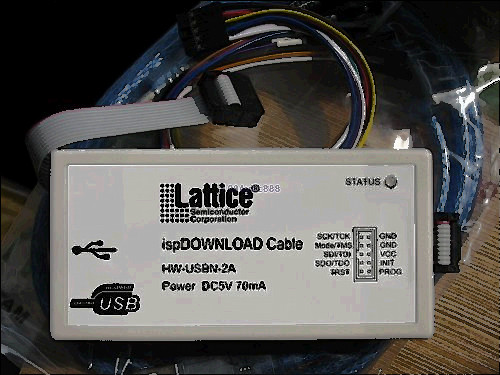 Lattice®
Semiconductor
Corporation
STATUS
ispDOWNLOAD Cable
HW-USBN-2A
Power DC5V 70mA
SCK/TCK GND
Mode/TMS GND
SDI/TDI VCC
SDO/TDO INIT
TRST PROG
USB